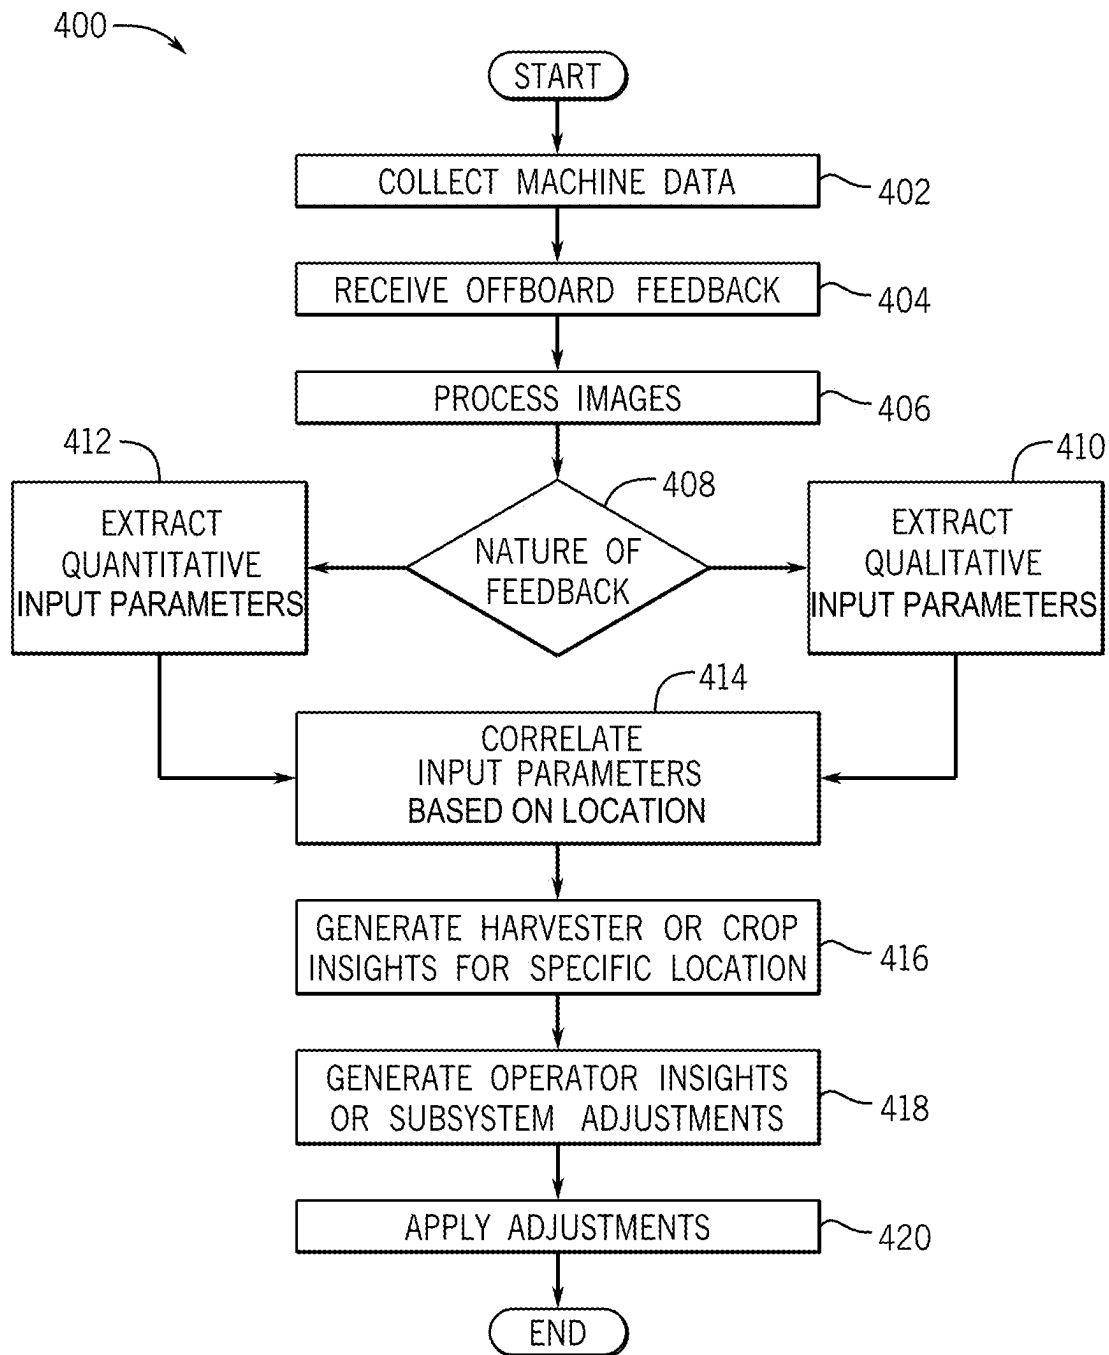 400
START
COLLECT MACHINE DATA
402
RECEIVE OFFBOARD FEEDBACK
404
PROCESS IMAGES
406
412
EXTRACT
QUANTITATIVE
INPUT PARAMETERS
408
NATURE OF
FEEDBACK
410
EXTRACT
QUALITATIVE
INPUT PARAMETERS
414
CORRELATE
INPUT PARAMETERS
BASED ON LOCATION
GENERATE HARVESTER OR CROP
INSIGHTS FOR SPECIFIC LOCATION
416
GENERATE OPERATOR INSIGHTS
OR SUBSYSTEM ADJUSTMENTS
418
APPLY ADJUSTMENTS
420
END